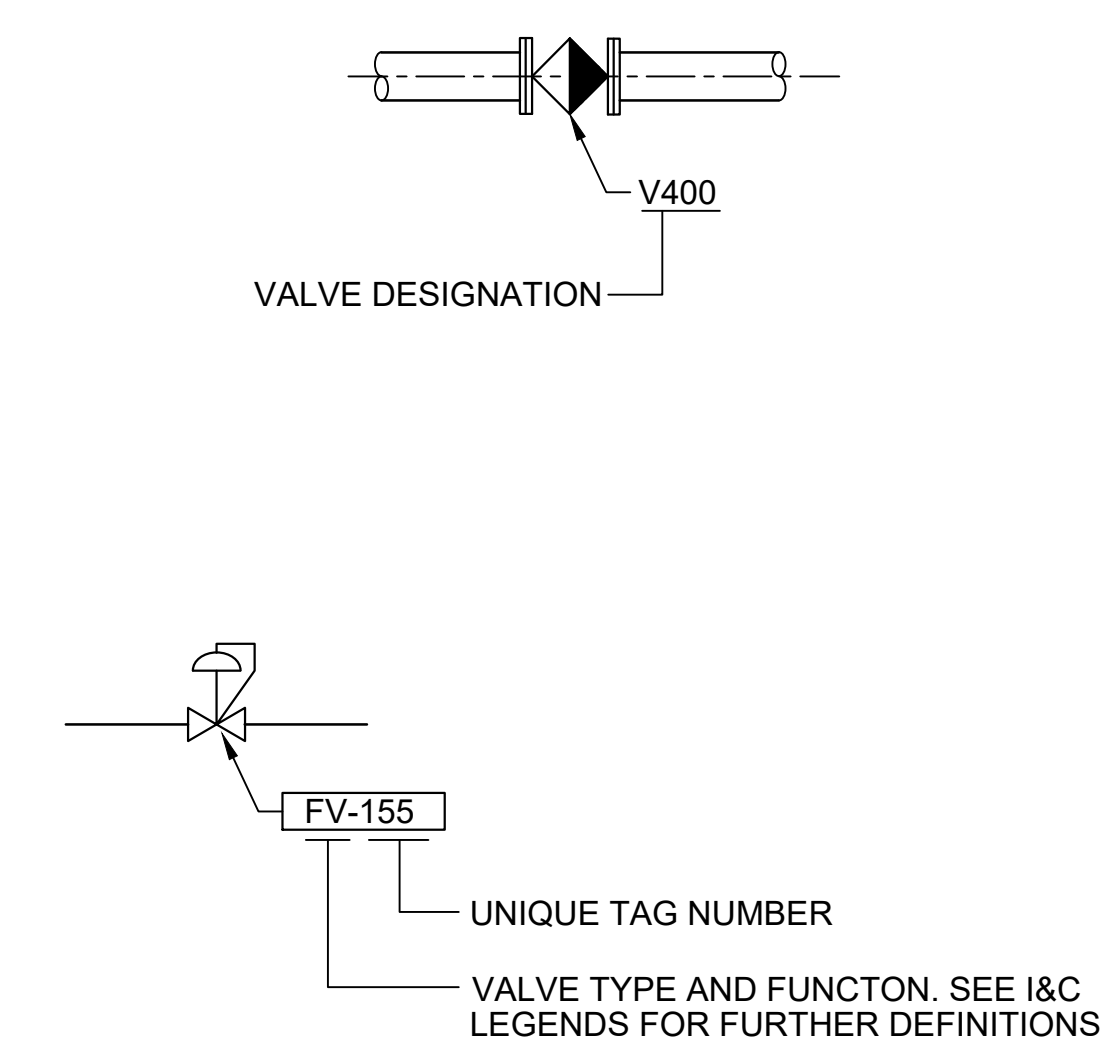 V400
VALVE DESIGNATION
FV-155
UNIQUE TAG NUMBER
VALVE TYPE AND FUNCTON. SEE I&C
LEGENDS FOR FURTHER DEFINITIONS